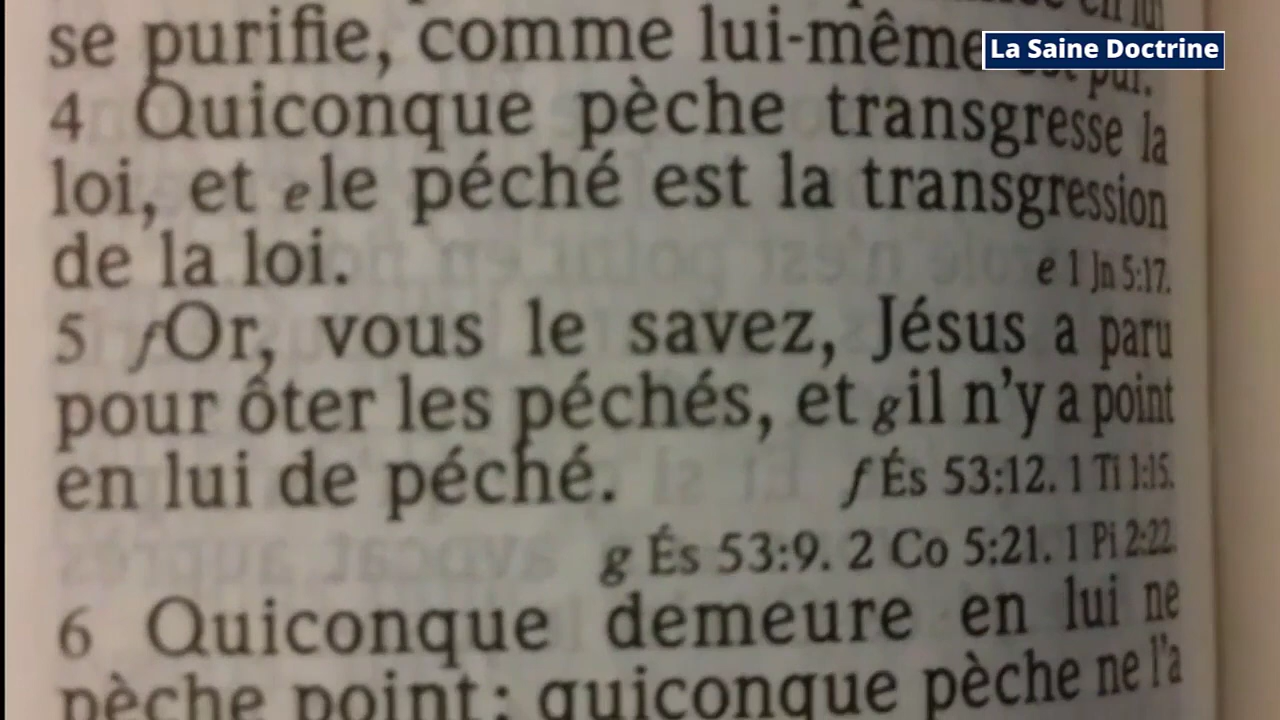 se purifie, comme lui-même est pur.
La Saine Doctrine
4 Quiconque pèche transgresse la
loi, et e le péché est la transgression
de la loi. e 1 Jn 5:17.
5 f Or, vous le savez, Jésus a paru
pour ôter les péchés, et g il n'y a point
en lui de péché. f És 53:12. 1 Ti 1:15.
g És 53:9. 2 Co 5:21. 1 Pi 2:22.
6 Quiconque demeure en lui ne
pèche point; quiconque pèche ne l'a